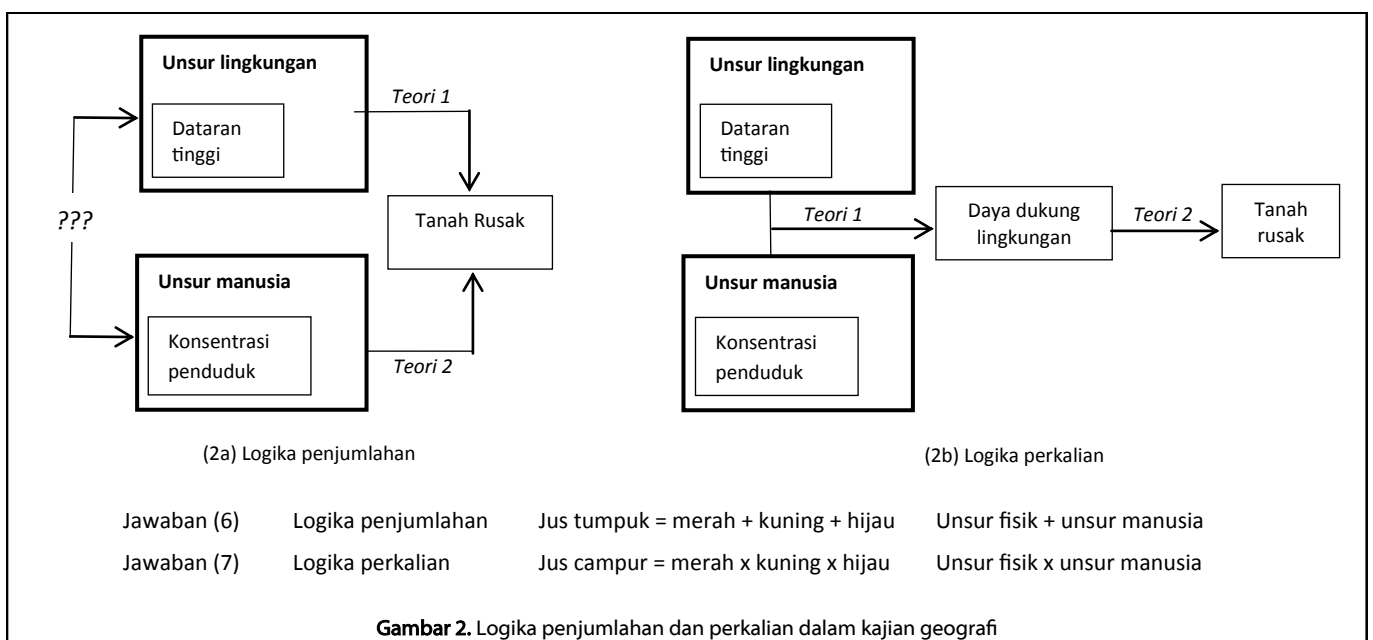 Unsur lingkungan
Dataran
tinggi
Teori 1
???
Tanah Rusak
Unsur manusia
Konsentrasi
penduduk
Teori 2
(2a) Logika penjumlahan
Unsur lingkungan
Dataran
tinggi
Teori 1
Daya dukung
lingkungan
Teori 2
Tanah
rusak
Unsur manusia
Konsentrasi
penduduk
(2b) Logika perkalian
Jawaban (6) Logika penjumlahan Jus tumpuk = merah + kuning + hijau Unsur fisik + unsur manusia
Jawaban (7) Logika perkalian Jus campur = merah x kuning x hijau Unsur fisik x unsur manusia
Gambar 2. Logika penjumlahan dan perkalian dalam kajian geografi